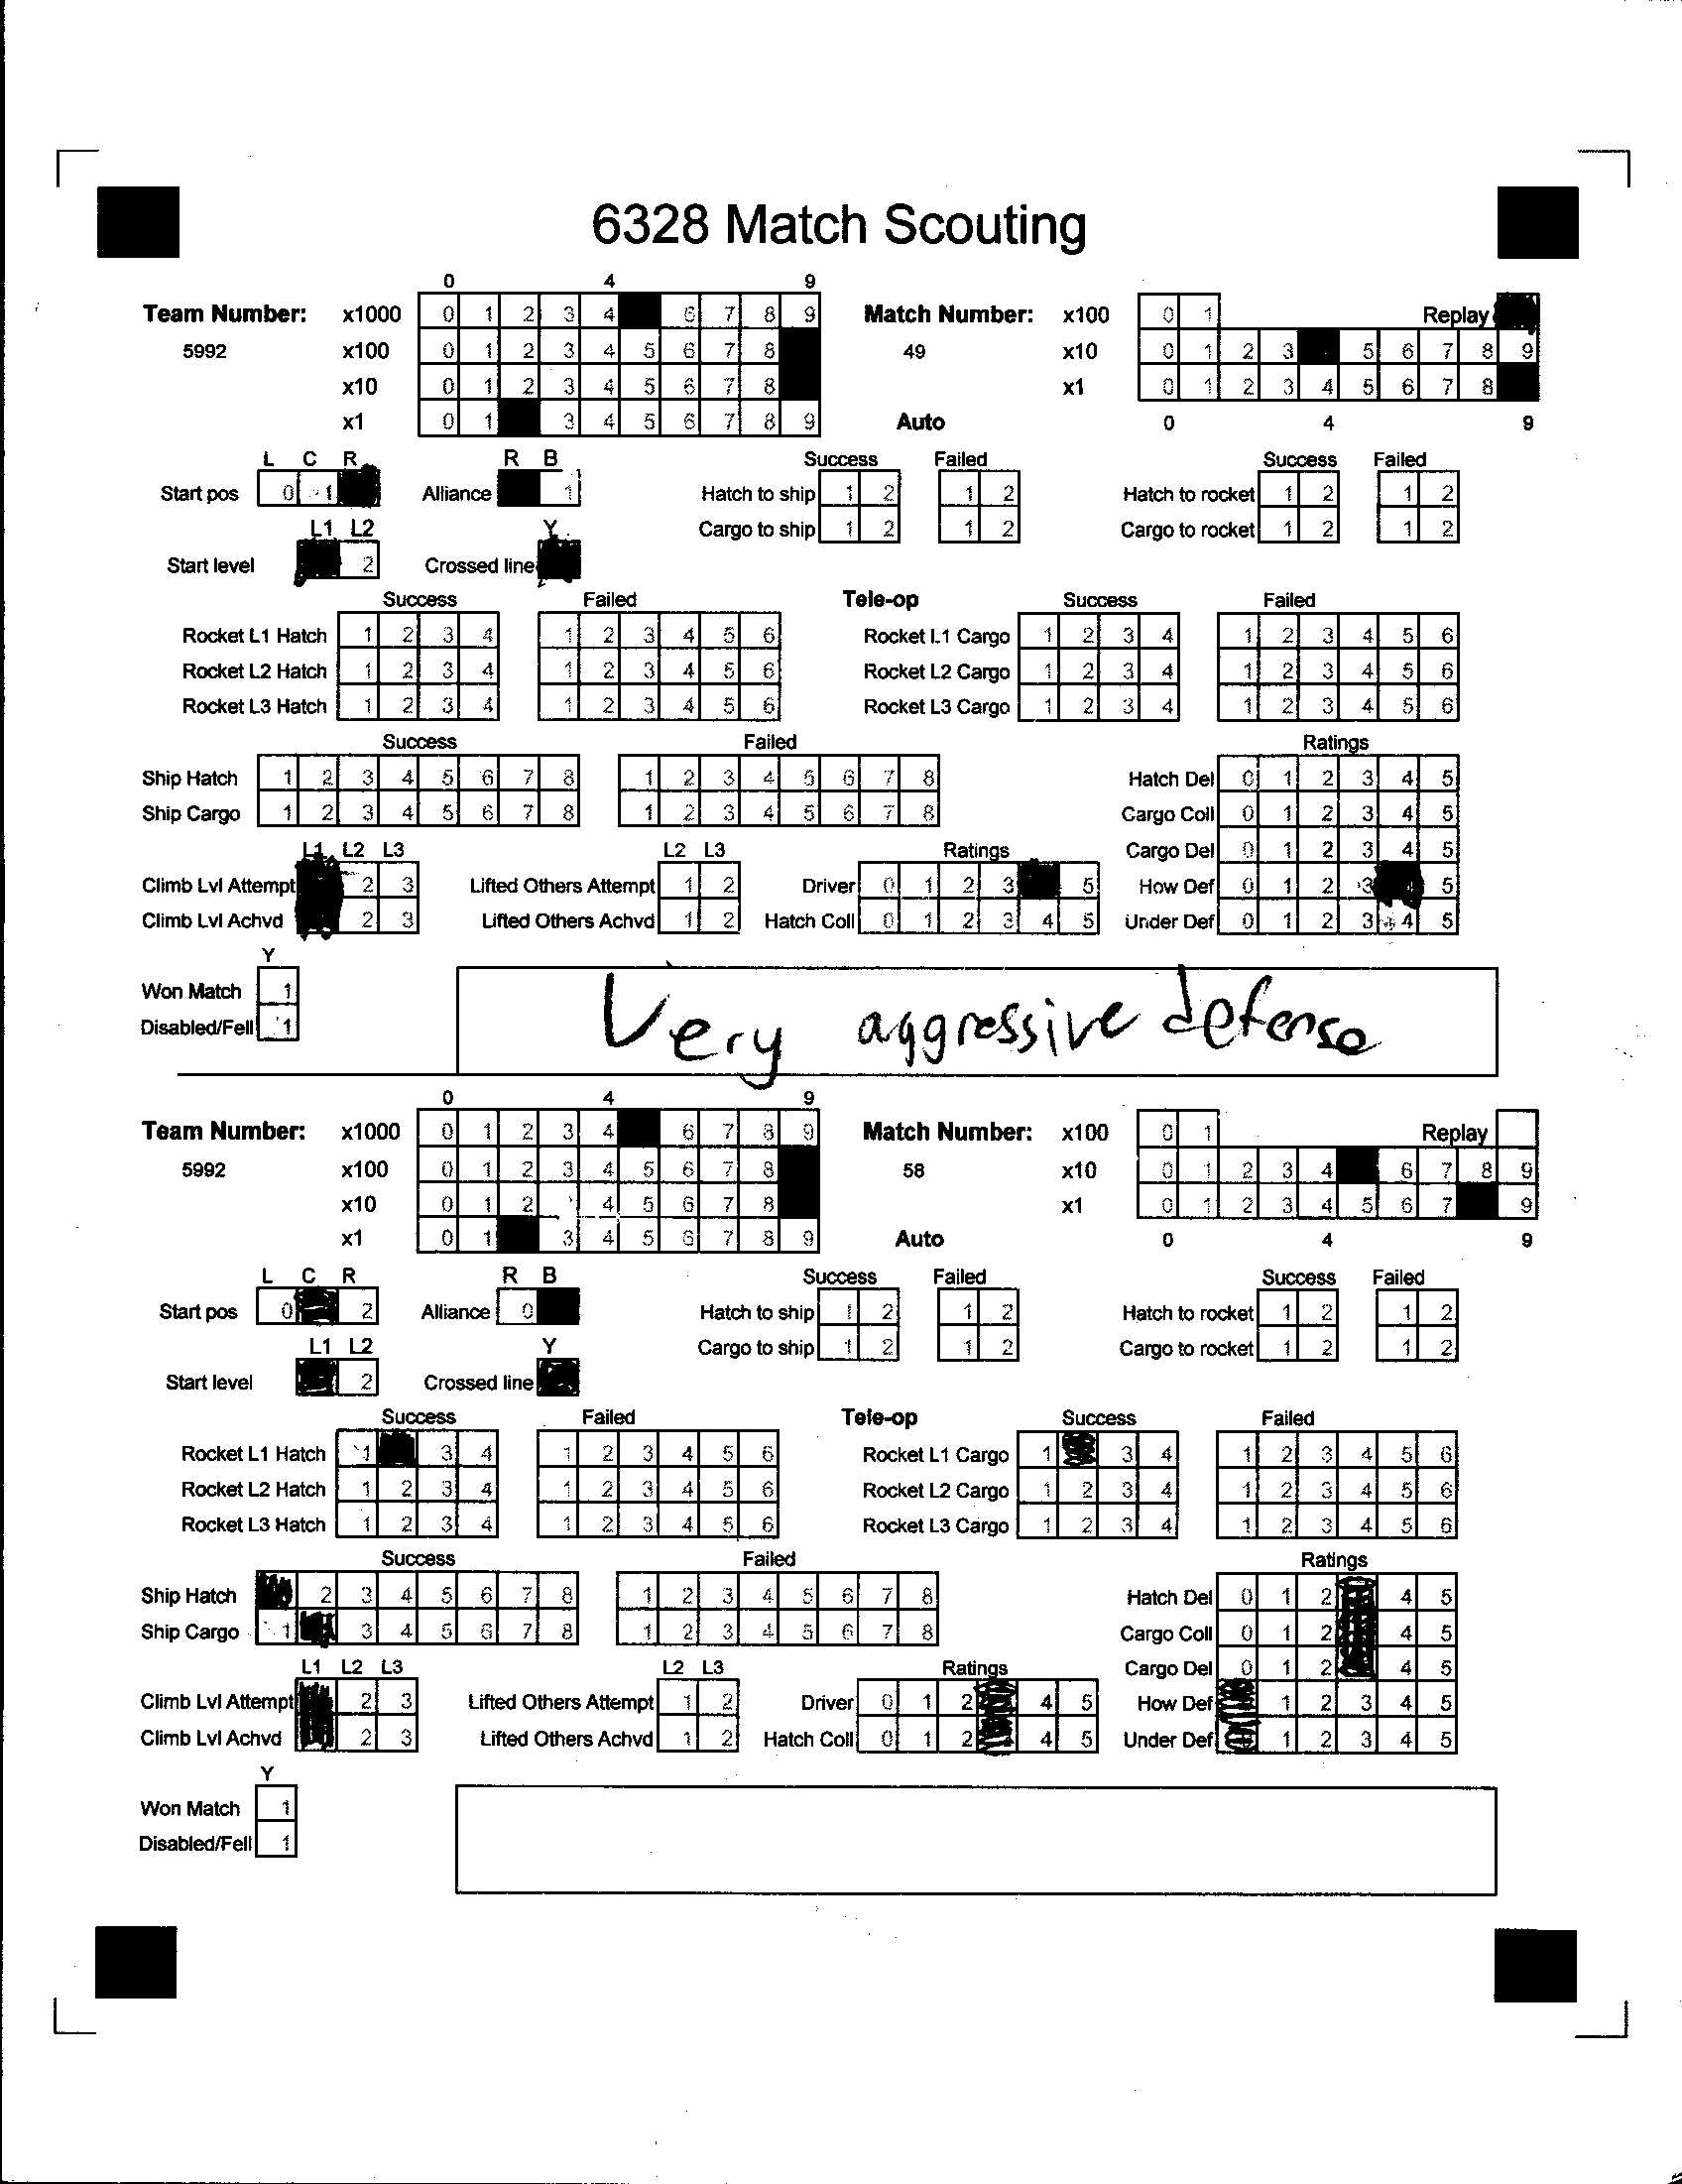 6328 Match Scouting
0 4 9
Team Number: x1000 0 1 2 3 4 6 7 8 9 Match Number: x100 0 1 Replay
5992 x100 0 1 2 3 4 5 6 7 8 49 x10 0 1 2 3 5 6 7 8 9
x10 0 1 2 3 4 5 6 7 8 x1 0 1 2 3 4 5 6 7 8
x1 0 1 3 4 5 6 7 8 9 Auto 0 4 9
L C R R B Success Failed Success Failed
Start pos 0 1 Alliance 1 Hatch to ship 1 2 1 2 Hatch to rocket 1 2 1 2
L1 L2 Y Cargo to ship 1 2 1 2 Cargo to rocket 1 2 1 2
Start level 2 Crossed line
Success Failed Tele-op Success Failed
Rocket L1 Hatch 1 2 3 4 1 2 3 4 5 6 Rocket L1 Cargo 1 2 3 4 1 2 3 4 5 6
Rocket L2 Hatch 1 2 3 4 1 2 3 4 5 6 Rocket L2 Cargo 1 2 3 4 1 2 3 4 5 6
Rocket L3 Hatch 1 2 3 4 1 2 3 4 5 6 Rocket L3 Cargo 1 2 3 4 1 2 3 4 5 6
Success Failed Ratings
Ship Hatch 1 2 3 4 5 6 7 8 1 2 3 4 5 6 7 8 Hatch Del 0 1 2 3 4 5
Ship Cargo 1 2 3 4 5 6 7 8 1 2 3 4 5 6 7 8 Cargo Coll 0 1 2 3 4 5
L1 L2 L3 L2 L3 Ratings Cargo Del 0 1 2 3 4 5
Climb Lvl Attempt 2 3 Lifted Others Attempt 1 2 Driver 0 1 2 3 5 How Def 0 1 2 3 5
Climb Lvl Achvd 2 3 Lifted Others Achvd 1 2 Hatch Coll 0 1 2 3 4 5 Under Def 0 1 2 3 4 5
Y
Won Match 1
Disabled/Fell 1
Very aggressive defense
0 4 9
Team Number: x1000 0 1 2 3 4 6 7 8 9 Match Number: x100 0 1 Replay
5992 x100 0 1 2 3 4 5 6 7 8 58 x10 0 1 2 3 4 6 7 8 9
x10 0 1 2 4 5 6 7 8 x1 0 1 2 3 4 5 6 7 9
x1 0 1 3 4 5 6 7 8 9 Auto 0 4 9
L C R R B Success Failed Success Failed
Start pos 0 2 Alliance 0 Hatch to ship 1 2 1 2 Hatch to rocket 1 2 1 2
L1 L2 Y Cargo to ship 1 2 1 2 Cargo to rocket 1 2 1 2
Start level 2 Crossed line
Success Failed Tele-op Success Failed
Rocket L1 Hatch 1 3 4 1 2 3 4 5 6 Rocket L1 Cargo 1 3 4 1 2 3 4 5 6
Rocket L2 Hatch 1 2 3 4 1 2 3 4 5 6 Rocket L2 Cargo 1 2 3 4 1 2 3 4 5 6
Rocket L3 Hatch 1 2 3 4 1 2 3 4 5 6 Rocket L3 Cargo 1 2 3 4 1 2 3 4 5 6
Success Failed Ratings
Ship Hatch 2 3 4 5 6 7 8 1 2 3 4 5 6 7 8 Hatch Del 0 1 2 4 5
Ship Cargo 1 3 4 5 6 7 8 1 2 3 4 5 6 7 8 Cargo Coll 0 1 2 4 5
L1 L2 L3 L2 L3 Ratings Cargo Del 0 1 2 4 5
Climb Lvl Attempt 2 3 Lifted Others Attempt 1 2 Driver 0 1 2 4 5 How Def 1 2 3 4 5
Climb Lvl Achvd 2 3 Lifted Others Achvd 1 2 Hatch Coll 0 1 2 4 5 Under Def 1 2 3 4 5
Y
Won Match 1
Disabled/Fell 1